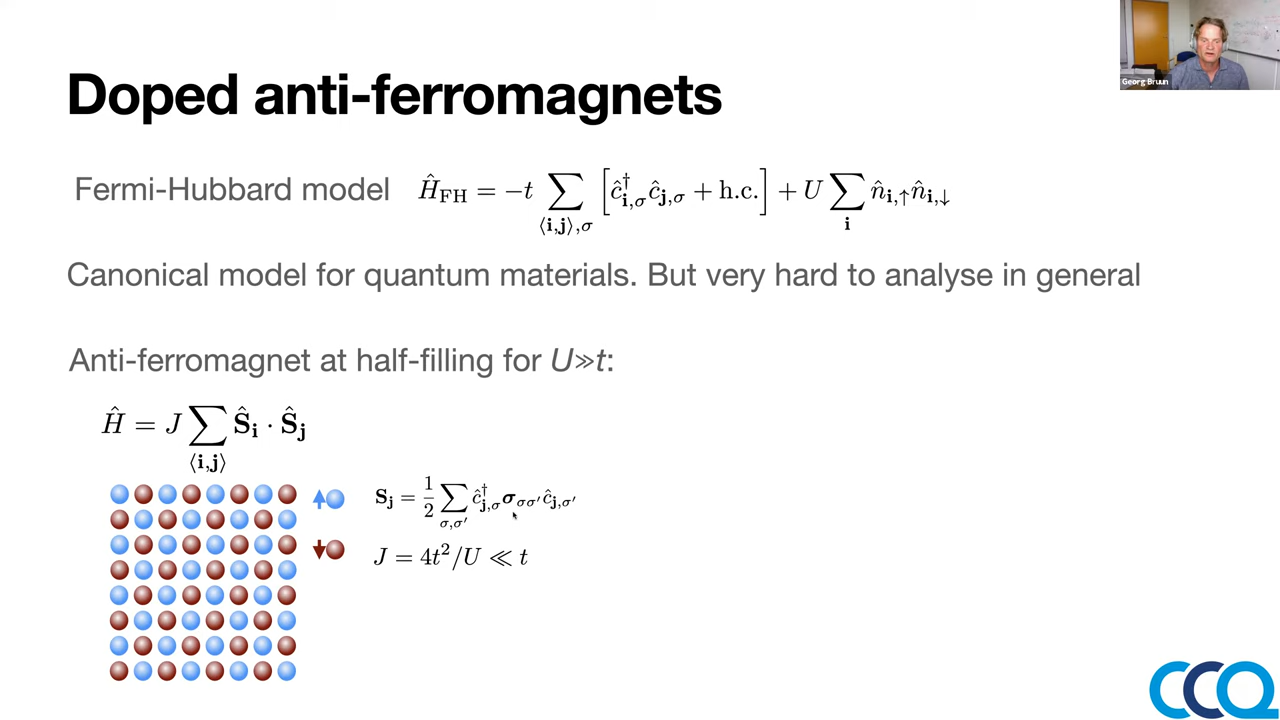 Georg Bruun
Doped anti-ferromagnets
Fermi-Hubbard model $\hat{H}_{\mathrm{FH}} = -t \sum_{\langle \mathbf{i},\mathbf{j} \rangle,\sigma} \left[ \hat{c}^{\dagger}_{\mathbf{i},\sigma} \hat{c}_{\mathbf{j},\sigma} + \mathrm{h.c.} \right] + U \sum_{\mathbf{i}} \hat{n}_{\mathbf{i},\uparrow} \hat{n}_{\mathbf{i},\downarrow}$
Canonical model for quantum materials. But very hard to analyse in general
Anti-ferromagnet at half-filling for U≫t:
$\hat{H} = J \sum_{\langle \mathbf{i},\mathbf{j} \rangle} \hat{\mathbf{S}}_{\mathbf{i}} \cdot \hat{\mathbf{S}}_{\mathbf{j}}$
$\mathbf{S}_{\mathbf{j}} = \frac{1}{2} \sum_{\sigma,\sigma'} \hat{c}^{\dagger}_{\mathbf{j},\sigma} \boldsymbol{\sigma}_{\sigma\sigma'} \hat{c}_{\mathbf{j},\sigma'}$
$J = 4t^2/U \ll t$
CCQ